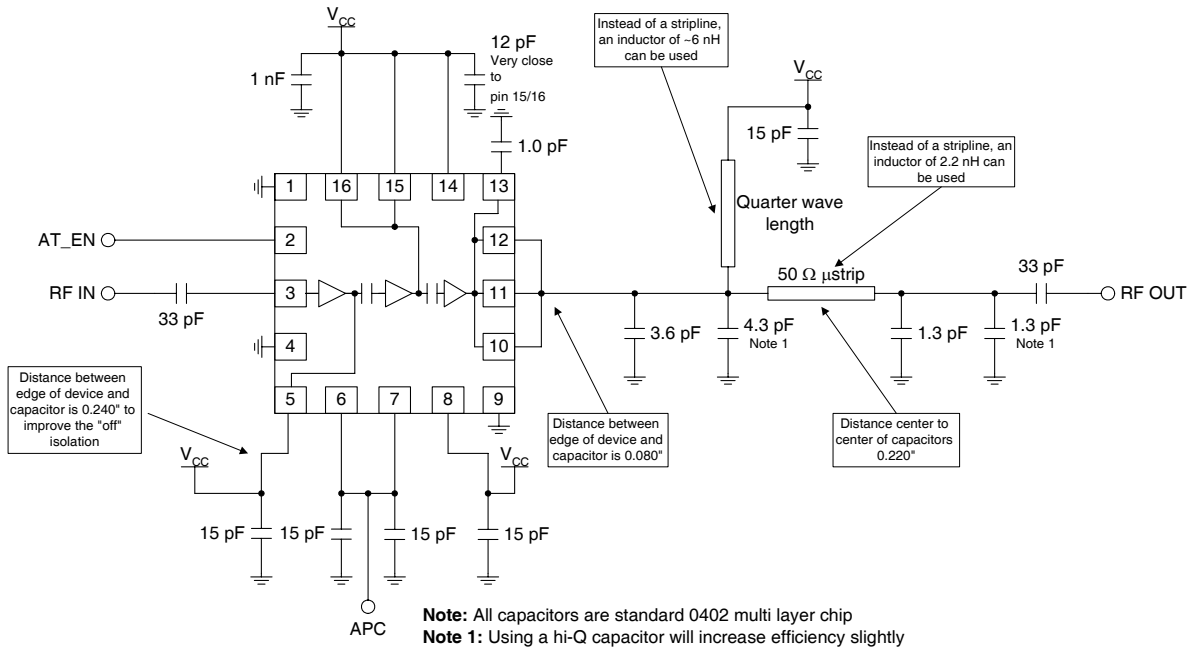 Instead of a stripline,
an inductor of ~6 nH
can be used
VCC
12 pF
Very close
to
pin 15/16
1 nF
1.0 pF
VCC
15 pF
Instead of a stripline, an
inductor of 2.2 nH can
be used
1
16
15
14
13
Quarter wave
length
AT_EN
2
12
50 Ω µstrip
33 pF
RF IN
3
11
RF OUT
33 pF
3.6 pF
4.3 pF
Note 1
1.3 pF
1.3 pF
Note 1
4
10
Distance between
edge of device and
capacitor is 0.240" to
improve the "off"
isolation
5
6
7
8
9
Distance between
edge of device and
capacitor is 0.080"
Distance center to
center of capacitors
0.220"
VCC
VCC
15 pF
15 pF
15 pF
15 pF
APC
Note: All capacitors are standard 0402 multi layer chip
Note 1: Using a hi-Q capacitor will increase efficiency slightly